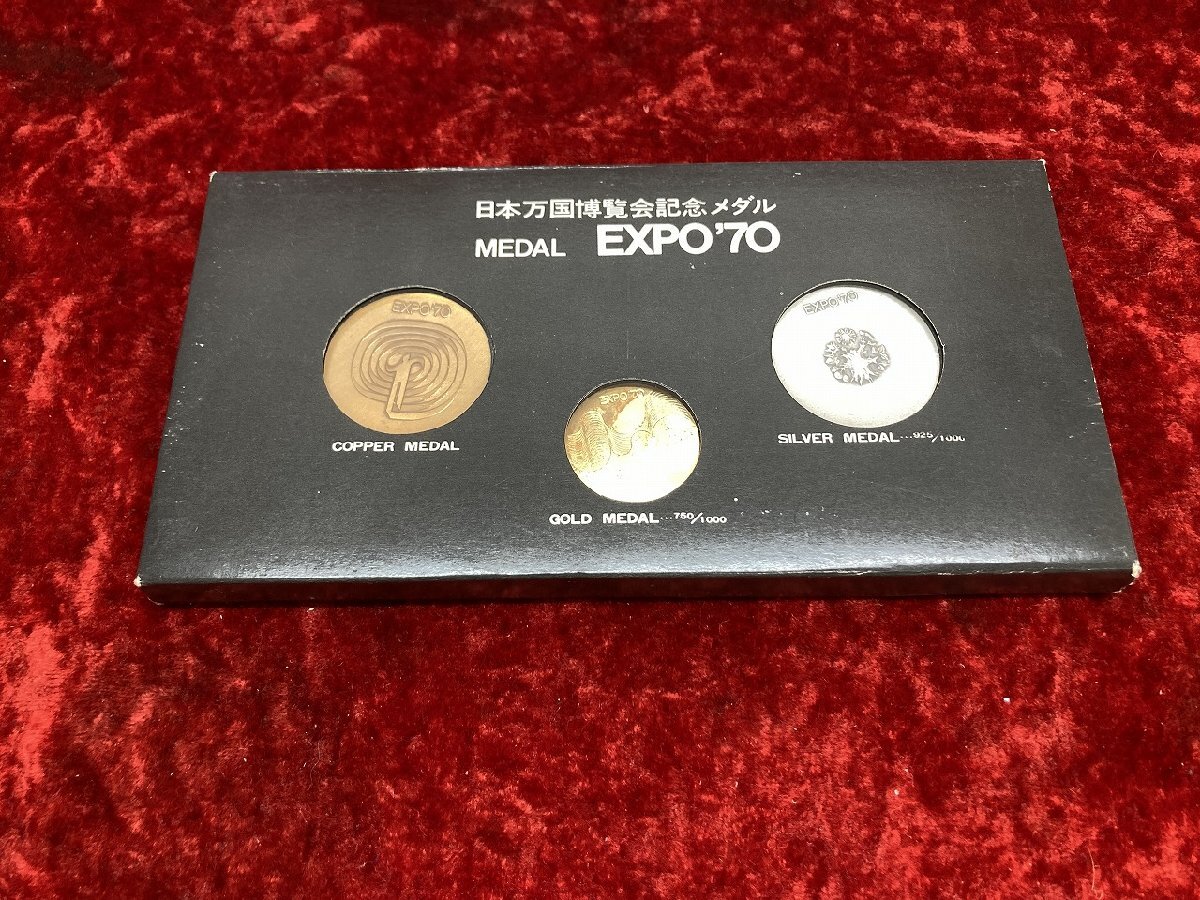 日本万国博覧会記念メダル
MEDAL EXPO'70
EXPO'70
COPPER MEDAL
EXPO'70
GOLD MEDAL...750/1000
EXPO'70
SILVER MEDAL...925/1000